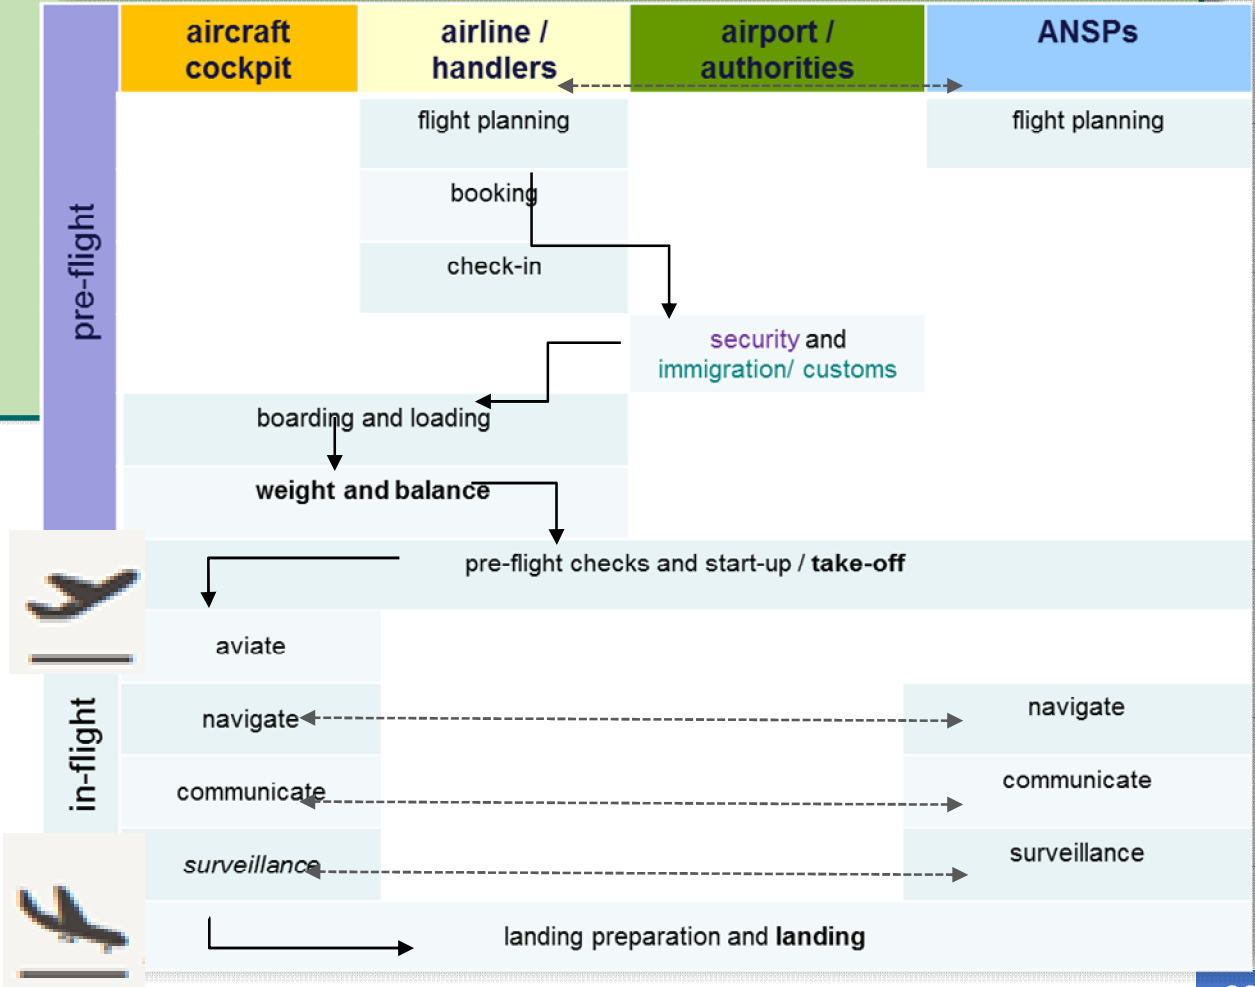 aircraft
cockpit
airline /
handlers
airport /
authorities
ANSPs
pre-flight
flight planning
flight planning
booking
check-in
security and
immigration/ customs
boarding and loading
weight and balance
pre-flight checks and start-up / take-off
in-flight
aviate
navigate
navigate
communicate
communicate
surveillance
surveillance
landing preparation and landing